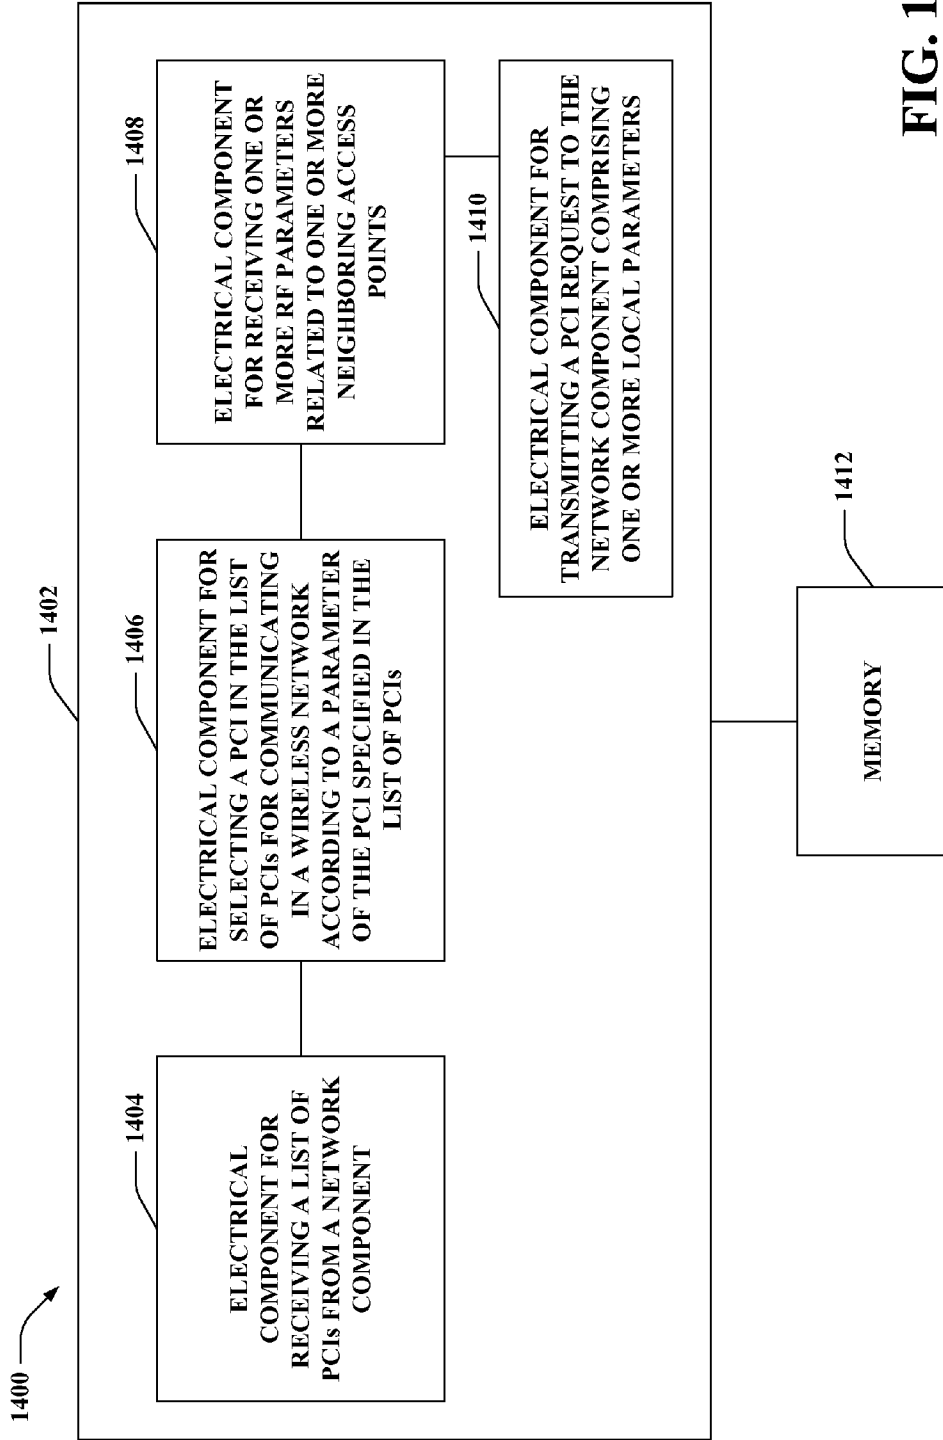 1400
1402
1404
ELECTRICAL
COMPONENT FOR
RECEIVING A LIST OF
PCIs FROM A NETWORK
COMPONENT
1406
ELECTRICAL COMPONENT FOR
SELECTING A PCI IN THE LIST
OF PCIs FOR COMMUNICATING
IN A WIRELESS NETWORK
ACCORDING TO A PARAMETER
OF THE PCI SPECIFIED IN THE
LIST OF PCIs
1408
ELECTRICAL COMPONENT
FOR RECEIVING ONE OR
MORE RF PARAMETERS
RELATED TO ONE OR MORE
NEIGHBORING ACCESS
POINTS
1410
ELECTRICAL COMPONENT FOR
TRANSMITTING A PCI REQUEST TO THE
NETWORK COMPONENT COMPRISING
ONE OR MORE LOCAL PARAMETERS
1412
MEMORY
FIG. 1